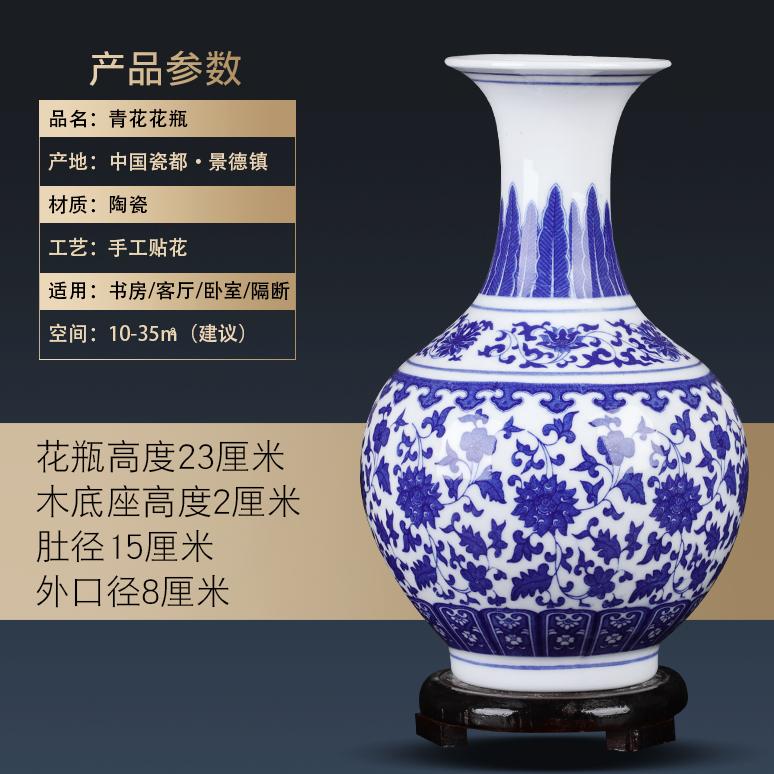 产品参数
品名：青花花瓶
产地：中国瓷都·景德镇
材质：陶瓷
工艺：手工贴花
适用：书房/客厅/卧室/隔断
空间：10-35㎡（建议）
花瓶高度23厘米
木底座高度2厘米
肚径15厘米
外口径8厘米